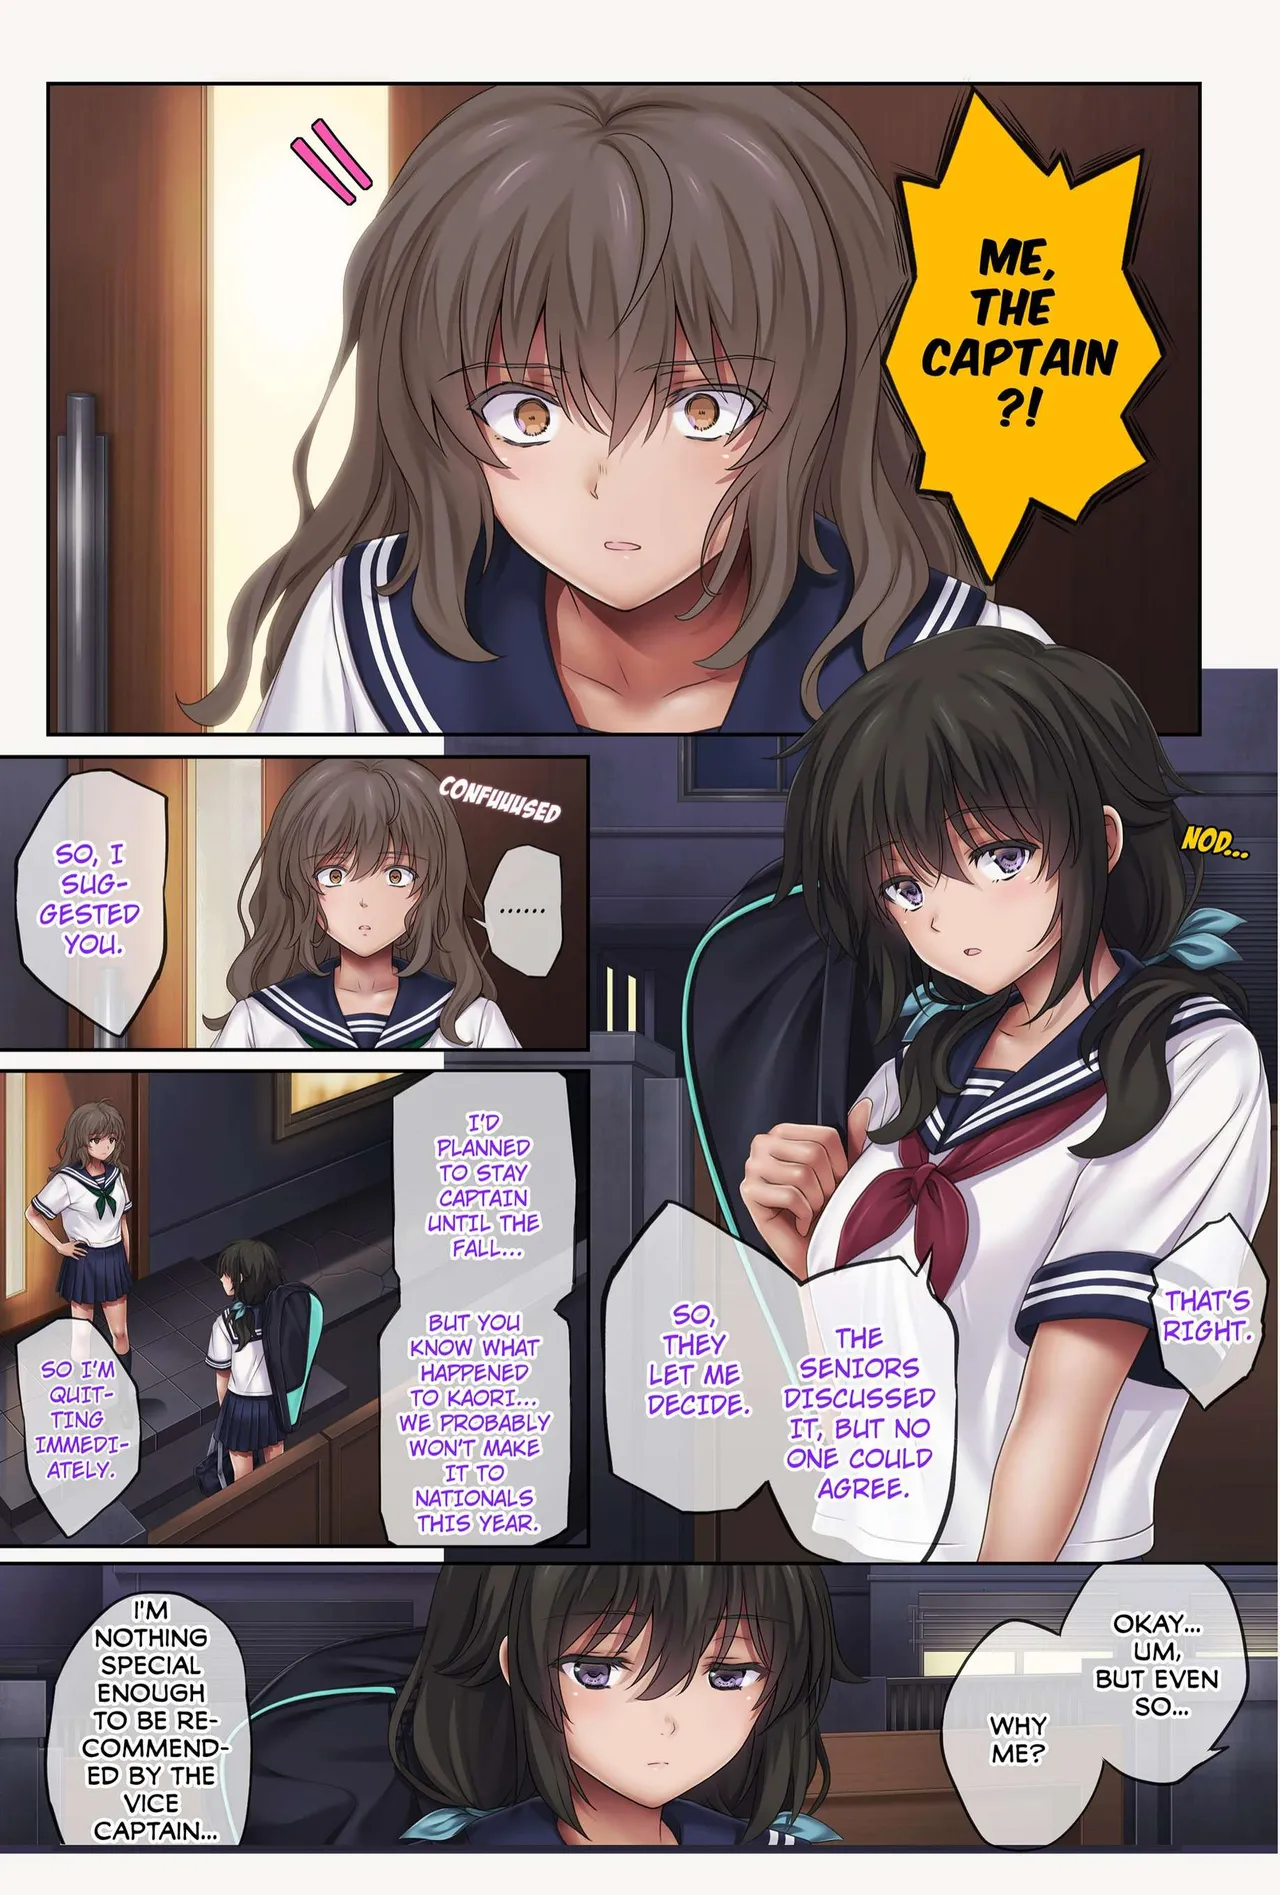 ME,
THE
CAPTAIN
?!
NOD...
THAT'S
RIGHT.
THE
SENIORS
DISCUSSED
IT, BUT NO
ONE COULD
AGREE.
SO,
THEY
LET ME
DECIDE.
CONFUUUSED
......
SO, I
SUG-
GESTED
YOU.
I'D
PLANNED
TO STAY
CAPTAIN
UNTIL THE
FALL...
BUT YOU
KNOW WHAT
HAPPENED
TO KAORI...
WE PROBABLY
WON'T MAKE
IT TO
NATIONALS
THIS YEAR.
SO I'M
QUIT-
TING
IMMEDI-
ATELY.
OKAY...
UM,
BUT EVEN
SO...
WHY
ME?
I'M
NOTHING
SPECIAL
ENOUGH
TO BE RE-
COMMEND-
ED BY THE
VICE
CAPTAIN...